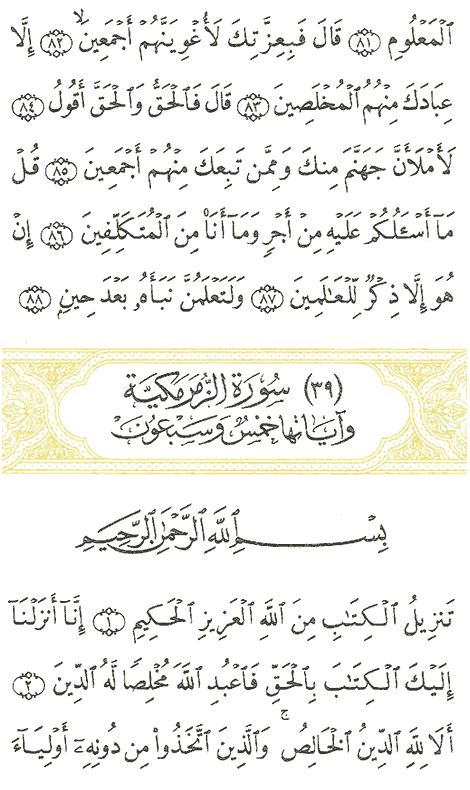 ٱلْمَعْلُومِ ﴿٨١﴾ قَالَ فَبِعِزَّتِكَ لَأُغْوِيَنَّهُمْ أَجْمَعِينَ ﴿٨٢﴾ إِلَّا
عِبَادَكَ مِنْهُمُ ٱلْمُخْلَصِينَ ﴿٨٣﴾ قَالَ فَٱلْحَقُّ وَٱلْحَقَّ أَقُولُ ﴿٨٤﴾
لَأَمْلَأَنَّ جَهَنَّمَ مِنكَ وَمِمَّن تَبِعَكَ مِنْهُمْ أَجْمَعِينَ ﴿٨٥﴾ قُلْ
مَآ أَسْـَٔلُكُمْ عَلَيْهِ مِنْ أَجْرٍ وَمَآ أَنَا۠ مِنَ ٱلْمُتَكَلِّفِينَ ﴿٨٦﴾ إِنْ
هُوَ إِلَّا ذِكْرٌ لِّلْعَـٰلَمِينَ ﴿٨٧﴾ وَلَتَعْلَمُنَّ نَبَأَهُۥ بَعْدَ حِينٍ ﴿٨٨﴾
(٣٩) سُورَة الزُّمَر مَكيَّة
وآيَاتهَا خَمْسٌ وَسَبْعُونَ
بِسْمِ ٱللَّهِ ٱلرَّحْمَـٰنِ ٱلرَّحِيمِ
تَنزِيلُ ٱلْكِتَـٰبِ مِنَ ٱللَّهِ ٱلْعَزِيزِ ٱلْحَكِيمِ ﴿١﴾ إِنَّآ أَنزَلْنَآ
إِلَيْكَ ٱلْكِتَـٰبَ بِٱلْحَقِّ فَٱعْبُدِ ٱللَّهَ مُخْلِصًا لَّهُ ٱلدِّينَ ﴿٢﴾
أَلَا لِلَّهِ ٱلدِّينُ ٱلْخَالِصُ ۚ وَٱلَّذِينَ ٱتَّخَذُوا۟ مِن دُونِهِۦٓ أَوْلِيَآءَ